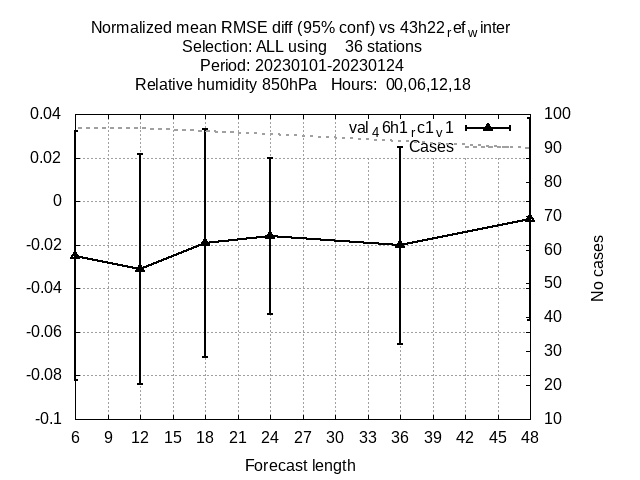 Normalized mean RMSE diff (95% conf) vs 43h22refwinter
Selection: ALL using 36 stations
Period: 20230101-20230124
Relative humidity 850hPa Hours: 00,06,12,18
val46h1rc1v1
Cases
0.04
0.02
0
-0.02
-0.04
-0.06
-0.08
-0.1
100
90
80
70
60
50
40
30
20
10
No cases
6 9 12 15 18 21 24 27 30 33 36 39 42 45 48
Forecast length